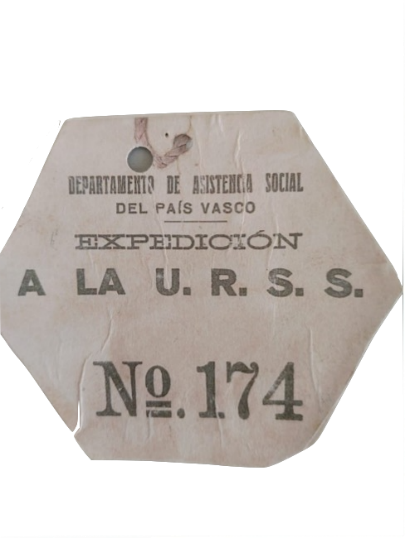 DEPARTAMENTO DE ASISTENCIA SOCIAL
DEL PAÍS VASCO
EXPEDICIÓN
A LA U. R. S. S.
Nº. 174